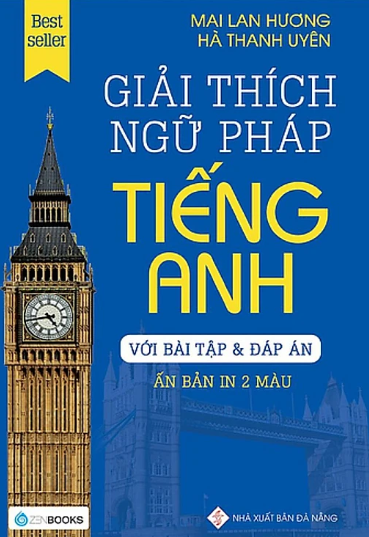 Best
seller
MAI LAN HƯƠNG
HÀ THANH UYÊN
GIẢI THÍCH
NGỮ PHÁP
TIẾNG
ANH
VỚI BÀI TẬP & ĐÁP ÁN
ẤN BẢN IN 2 MÀU
ZENBOOKS
NHÀ XUẤT BẢN ĐÀ NẴNG